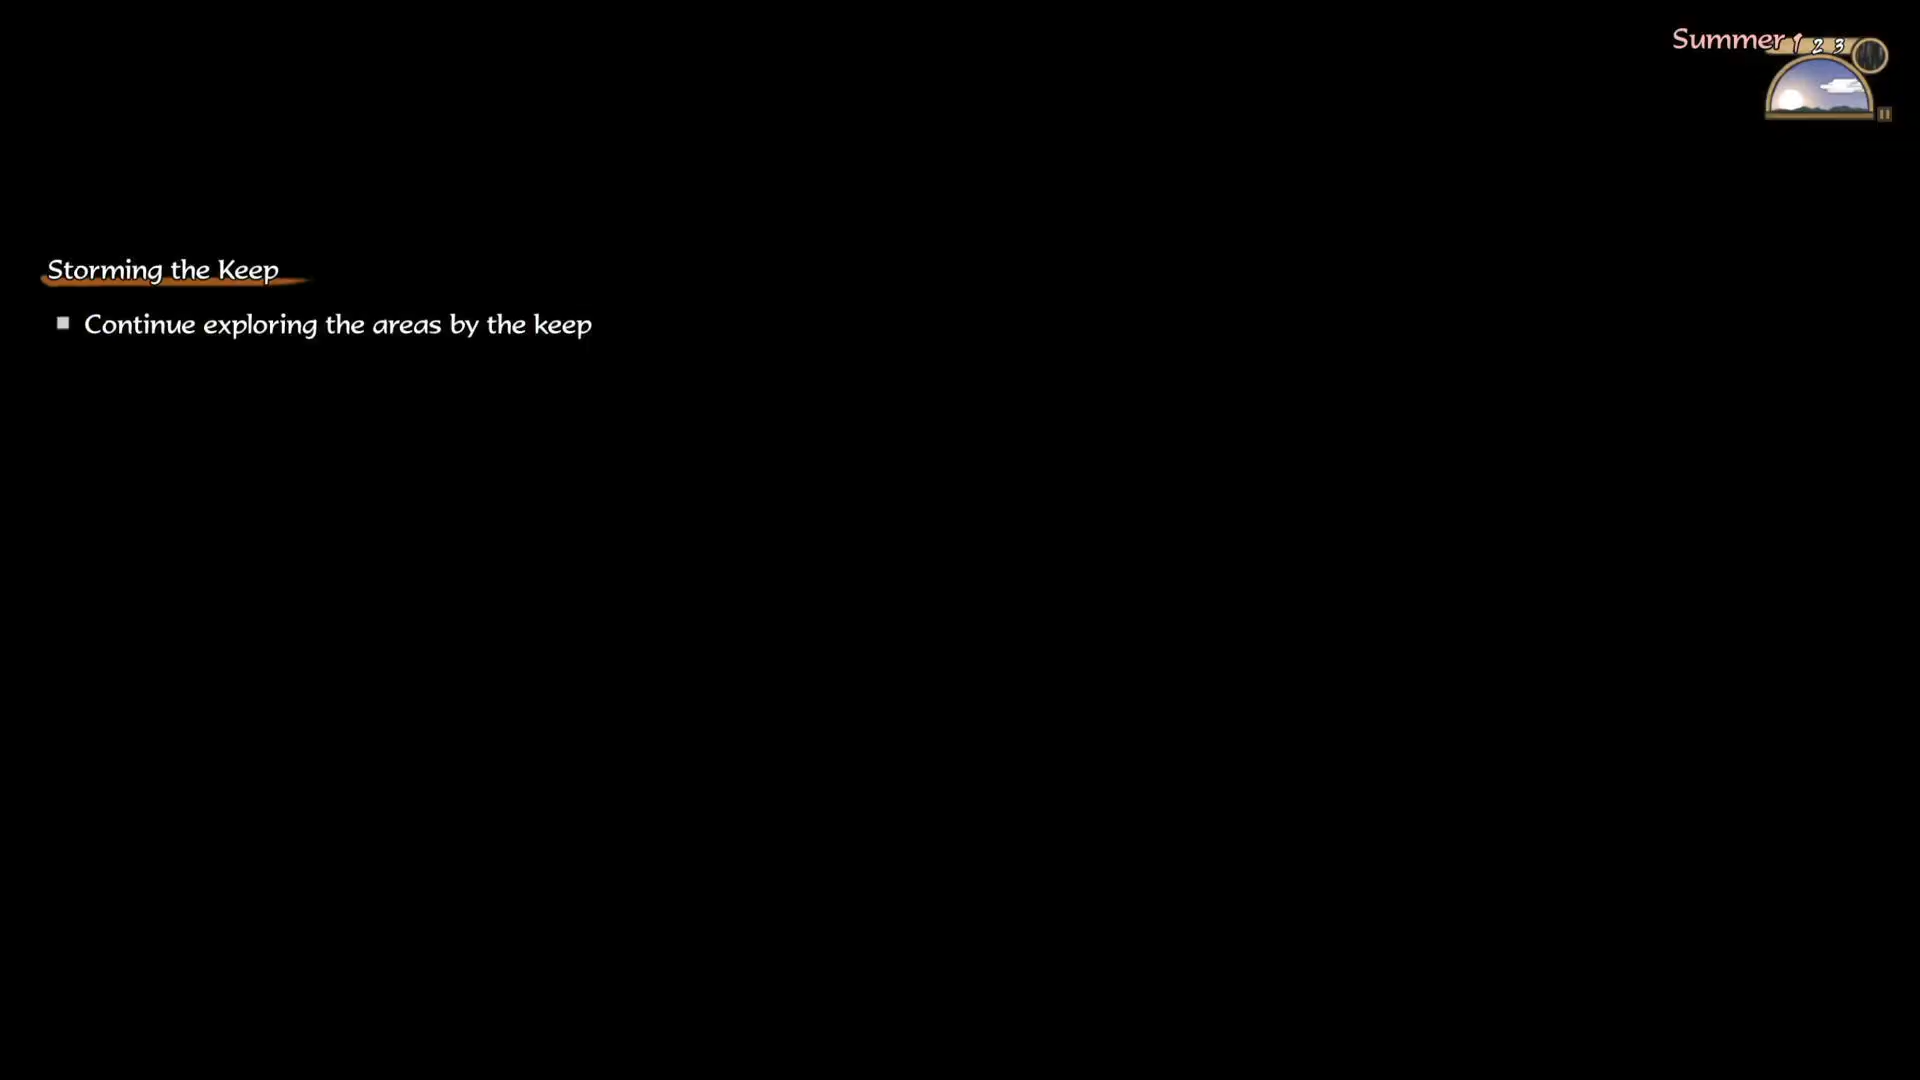 Summer 1 2 3
Storming the Keep
Continue exploring the areas by the keep